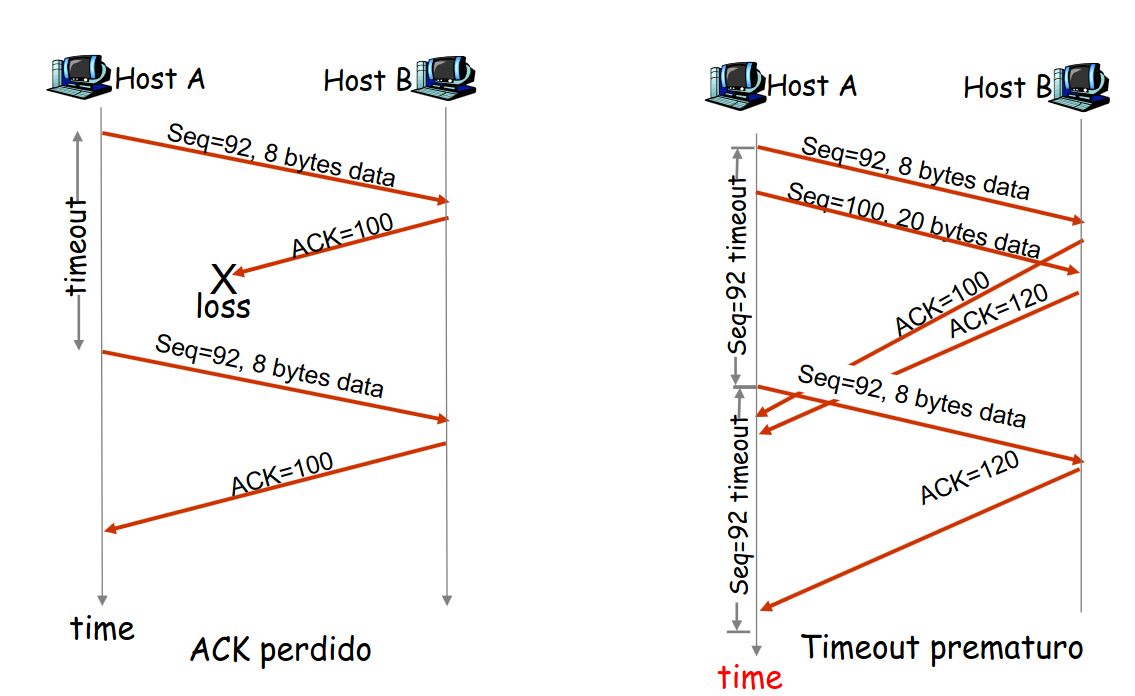 Host A
Host B
Seq=92, 8 bytes data
ACK=100
timeout
X
loss
Seq=92, 8 bytes data
ACK=100
time
ACK perdido
Host A
Host B
Seq=92, 8 bytes data
Seq=100, 20 bytes data
Seq=92 timeout
ACK=100
ACK=120
Seq=92, 8 bytes data
Seq=92 timeout
ACK=120
Timeout prematuro
time